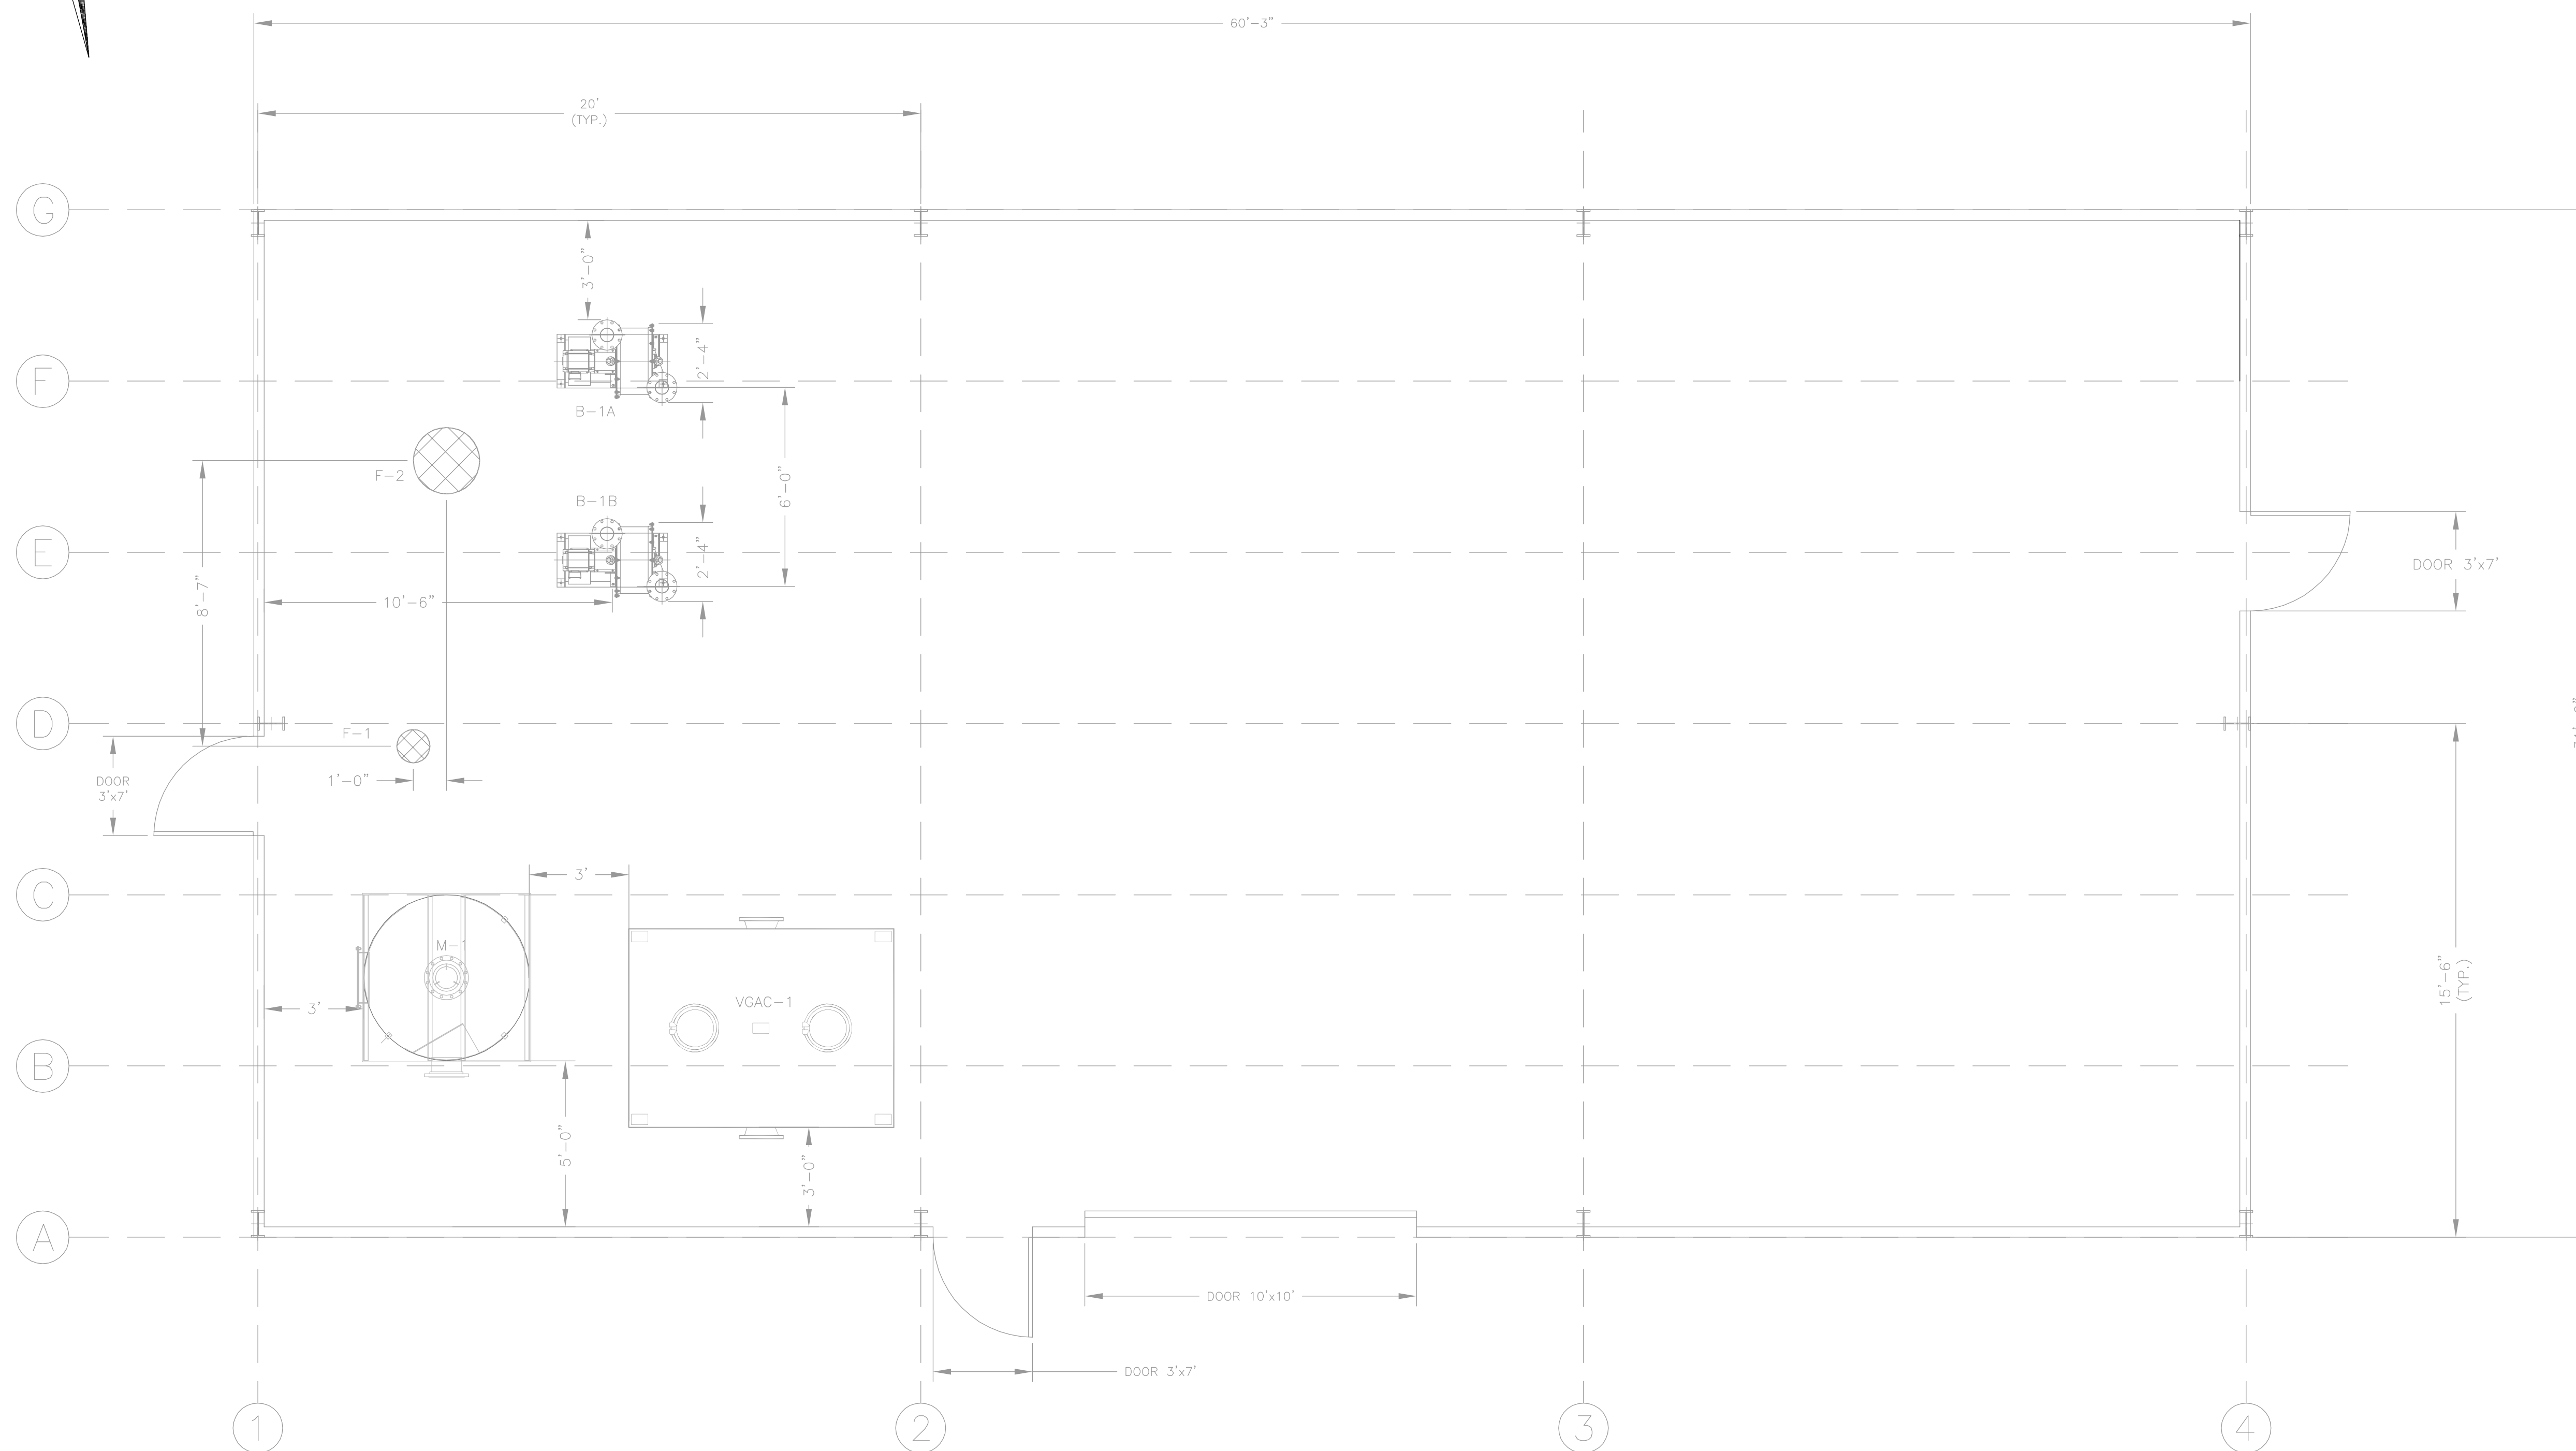 60'-3"
20'
(TYP.)
G
3'-0"
2'-4"
F
B-1A
F-2
6'-0"
B-1B
E
2'-4"
DOOR 3'x7'
8'-7"
10'-6"
D
F-1
1'-0"
DOOR
3'x7'
3'
C
M-
15'-6"
(TYP.)
VGAC-1
3'
B
5'-0"
3'-0"
A
DOOR 10'x10'
DOOR 3'x7'
1
2
3
4